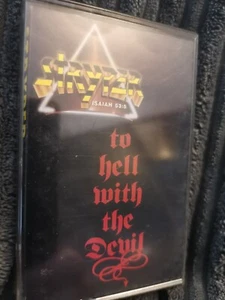 Stryper
ISAIAH 53:5
to
hell
with
the
Devil